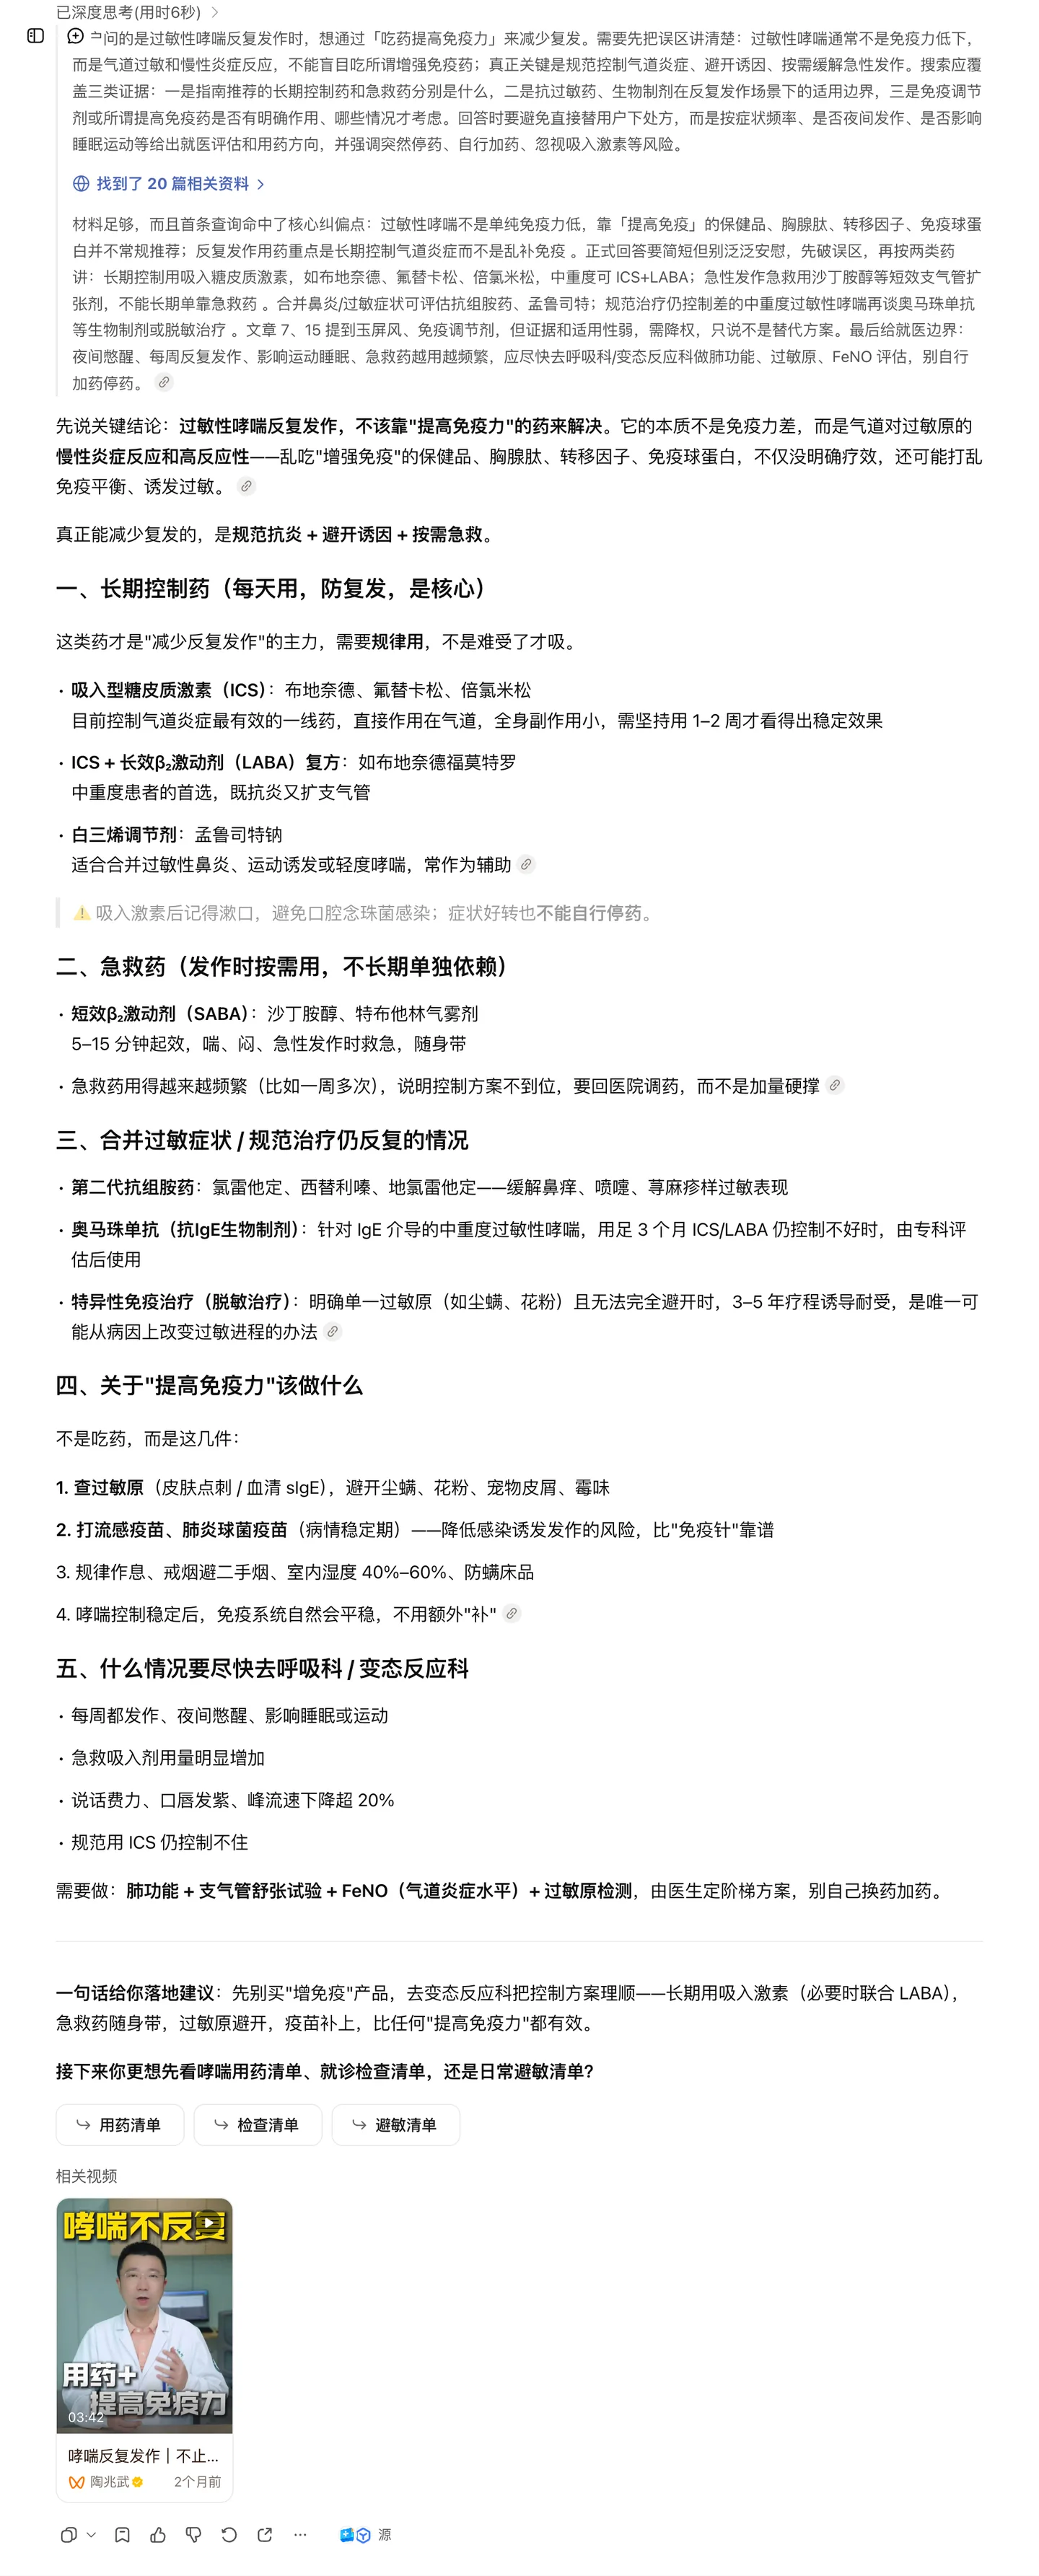 已深度思考(用时6秒)
户问的是过敏性哮喘反复发作时，想通过「吃药提高免疫力」来减少复发。需要先把误区讲清楚：过敏性哮喘通常不是免疫力低下，
而是气道过敏和慢性炎症反应，不能盲目吃所谓增强免疫药；真正关键是规范控制气道炎症、避开诱因、按需缓解急性发作。搜索应覆
盖三类证据：一是指南推荐的长期控制药和急救药分别是什么，二是抗过敏药、生物制剂在反复发作场景下的适用边界，三是免疫调节
剂或所谓提高免疫药是否有明确作用、哪些情况才考虑。回答时要避免直接替用户下处方，而是按症状频率、是否夜间发作、是否影响
睡眠运动等给出就医评估和用药方向，并强调突然停药、自行加药、忽视吸入激素等风险。
找到了 20 篇相关资料
材料足够，而且首条查询命中了核心纠偏点：过敏性哮喘不是单纯免疫力低，靠「提高免疫」的保健品、胸腺肽、转移因子、免疫球蛋
白并不常规推荐；反复发作用药重点是长期控制气道炎症而不是乱补免疫 。正式回答要简短但别泛泛安慰，先破误区，再按两类药
讲：长期控制用吸入糖皮质激素，如布地奈德、氟替卡松、倍氯米松，中重度可 ICS+LABA；急性发作急救用沙丁胺醇等短效支气管扩
张剂，不能长期单靠急救药 。合并鼻炎/过敏症状可评估抗组胺药、孟鲁司特；规范治疗仍控制差的中重度过敏性哮喘再谈奥马珠单抗
等生物制剂或脱敏治疗 。文章 7、15 提到玉屏风、免疫调节剂，但证据和适用性弱，需降权，只说不是替代方案。最后给就医边界：
夜间憋醒、每周反复发作、影响运动睡眠、急救药越用越频繁，应尽快去呼吸科/变态反应科做肺功能、过敏原、FeNO 评估，别自行
加药停药。
先说关键结论：过敏性哮喘反复发作，不该靠"提高免疫力"的药来解决。它的本质不是免疫力差，而是气道对过敏原的
慢性炎症反应和高反应性——乱吃"增强免疫"的保健品、胸腺肽、转移因子、免疫球蛋白，不仅没明确疗效，还可能打乱
免疫平衡、诱发过敏。
真正能减少复发的，是规范抗炎 + 避开诱因 + 按需急救。
一、长期控制药（每天用，防复发，是核心）
这类药才是"减少反复发作"的主力，需要规律用，不是难受了才吸。
• 吸入型糖皮质激素（ICS）：布地奈德、氟替卡松、倍氯米松
目前控制气道炎症最有效的一线药，直接作用在气道，全身副作用小，需坚持用 1–2 周才看得出稳定效果
• ICS + 长效β₂激动剂（LABA）复方：如布地奈德福莫特罗
中重度患者的首选，既抗炎又扩支气管
• 白三烯调节剂：孟鲁司特钠
适合合并过敏性鼻炎、运动诱发或轻度哮喘，常作为辅助
⚠️ 吸入激素后记得漱口，避免口腔念珠菌感染；症状好转也不能自行停药。
二、急救药（发作时按需用，不长期单独依赖）
• 短效β₂激动剂（SABA）：沙丁胺醇、特布他林气雾剂
5–15 分钟起效，喘、闷、急性发作时救急，随身带
• 急救药用得越来越频繁（比如一周多次），说明控制方案不到位，要回医院调药，而不是加量硬撑
三、合并过敏症状 / 规范治疗仍反复的情况
• 第二代抗组胺药：氯雷他定、西替利嗪、地氯雷他定——缓解鼻痒、喷嚏、荨麻疹样过敏表现
• 奥马珠单抗（抗IgE生物制剂）：针对 IgE 介导的中重度过敏性哮喘，用足 3 个月 ICS/LABA 仍控制不好时，由专科评
估后使用
• 特异性免疫治疗（脱敏治疗）：明确单一过敏原（如尘螨、花粉）且无法完全避开时，3–5 年疗程诱导耐受，是唯一可
能从病因上改变过敏进程的办法
四、关于"提高免疫力"该做什么
不是吃药，而是这几件：
1. 查过敏原（皮肤点刺 / 血清 sIgE），避开尘螨、花粉、宠物皮屑、霉味
2. 打流感疫苗、肺炎球菌疫苗（病情稳定期）——降低感染诱发发作的风险，比"免疫针"靠谱
3. 规律作息、戒烟避二手烟、室内湿度 40%–60%、防螨床品
4. 哮喘控制稳定后，免疫系统自然会平稳，不用额外"补"
五、什么情况要尽快去呼吸科 / 变态反应科
• 每周都发作、夜间憋醒、影响睡眠或运动
• 急救吸入剂用量明显增加
• 说话费力、口唇发紫、峰流速下降超 20%
• 规范用 ICS 仍控制不住
需要做：肺功能 + 支气管舒张试验 + FeNO（气道炎症水平）+ 过敏原检测，由医生定阶梯方案，别自己换药加药。
一句话给你落地建议：先别买"增免疫"产品，去变态反应科把控制方案理顺——长期用吸入激素（必要时联合 LABA），
急救药随身带，过敏原避开，疫苗补上，比任何"提高免疫力"都有效。
接下来你更想先看哮喘用药清单、就诊检查清单，还是日常避敏清单？
用药清单
检查清单
避敏清单
相关视频
哮喘不反复
用药+
提高免疫力
03:42
哮喘反复发作｜不止...
陶兆武 2个月前
源